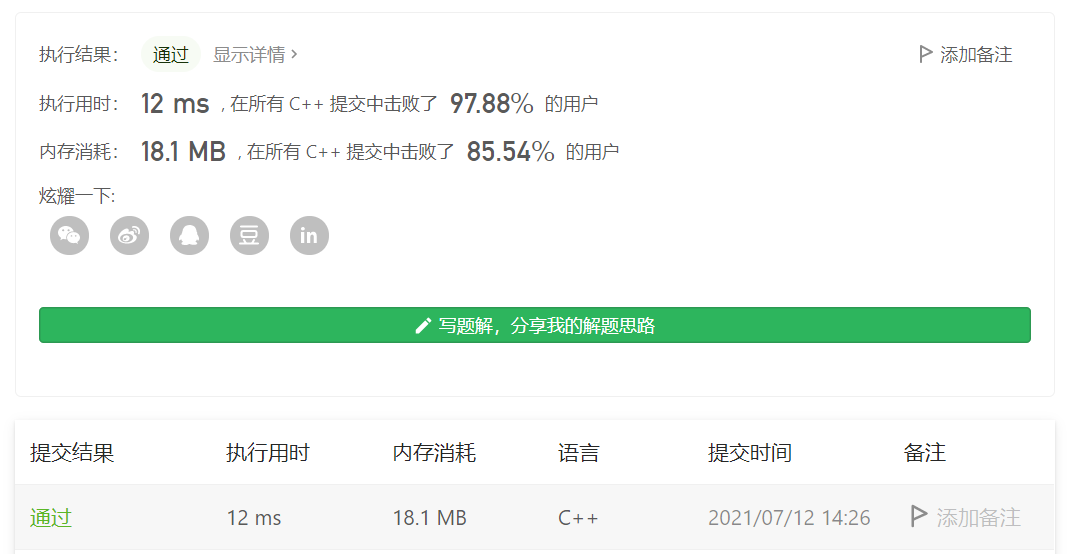 执行结果： 通过 显示详情 > 添加备注
执行用时： 12 ms , 在所有 C++ 提交中击败了 97.88% 的用户
内存消耗： 18.1 MB , 在所有 C++ 提交中击败了 85.54% 的用户
炫耀一下:
豆 in
写题解，分享我的解题思路
提交结果 执行用时 内存消耗 语言 提交时间 备注
通过 12 ms 18.1 MB C++ 2021/07/12 14:26 添加备注